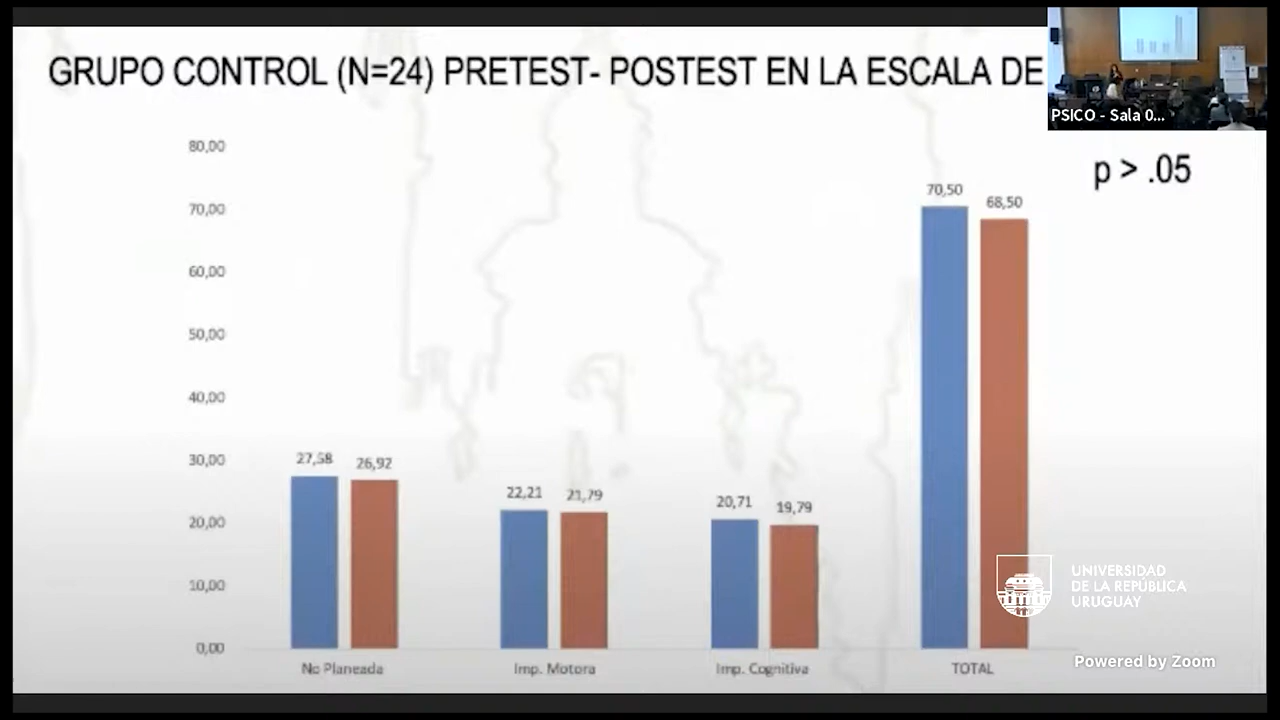 GRUPO CONTROL (N=24) PRETEST- POSTEST EN LA ESCALA DE
PSICO - Sala 0...
p > .05
80,00
70,00
60,00
50,00
40,00
30,00
20,00
10,00
0,00
27,58
26,92
22,21
21,79
20,71
19,79
70,50
68,50
No Planeada
Imp. Motora
Imp. Cognitiva
TOTAL
UNIVERSIDAD
DE LA REPÚBLICA
URUGUAY
Powered by Zoom